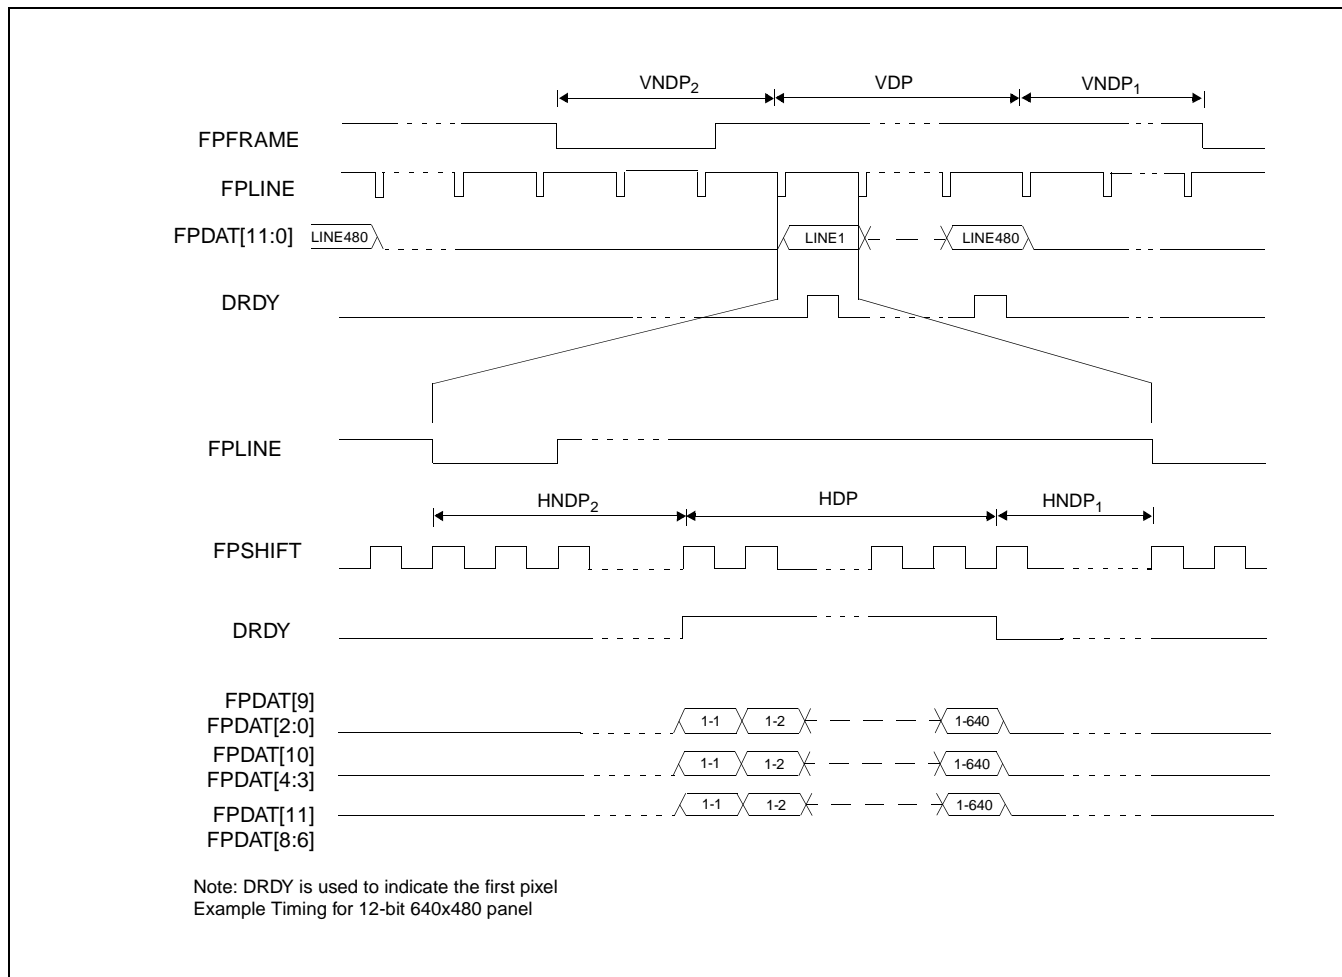 VNDP2 VDP VNDP1
FPFRAME
FPLINE
FPDAT[11:0] LINE480 LINE1 LINE480
DRDY
FPLINE
HNDP2 HDP HNDP1
FPSHIFT
DRDY
FPDAT[9]
FPDAT[2:0] 1-1 1-2 1-640
FPDAT[10]
FPDAT[4:3] 1-1 1-2 1-640
FPDAT[11] 1-1 1-2 1-640
FPDAT[8:6]
Note: DRDY is used to indicate the first pixel
Example Timing for 12-bit 640x480 panel